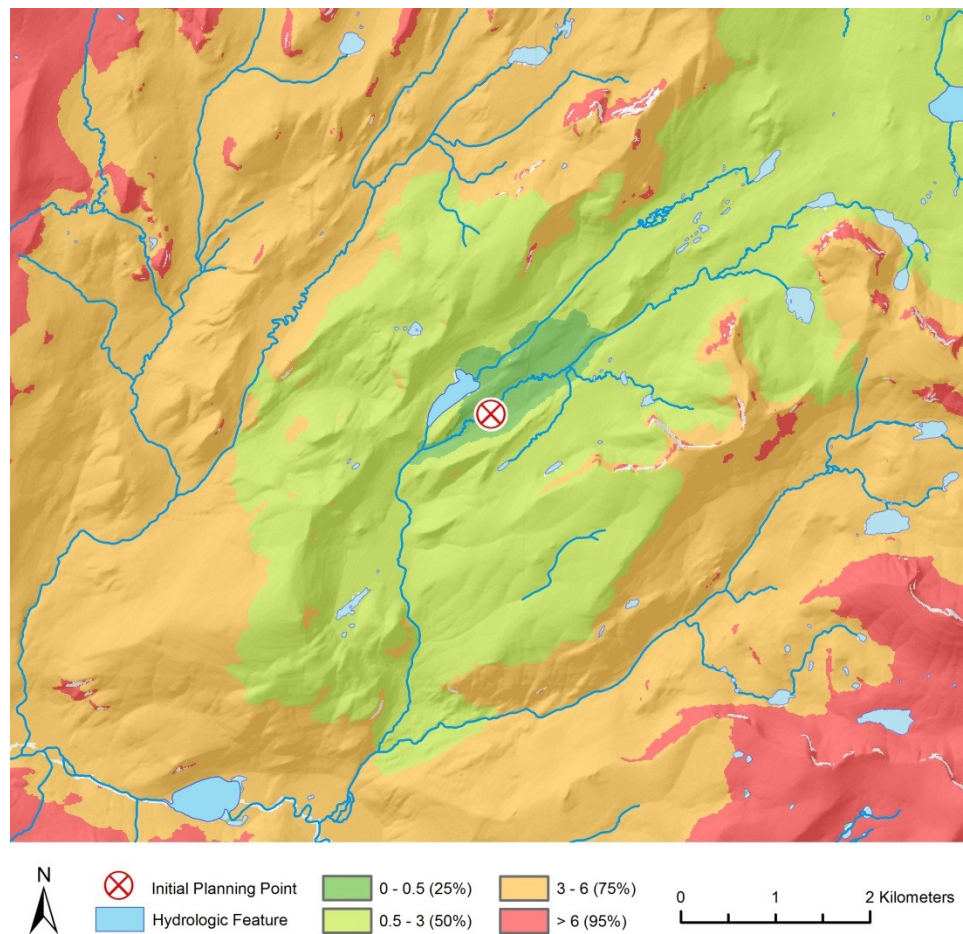 N
Initial Planning Point
Hydrologic Feature
0 - 0.5 (25%)
0.5 - 3 (50%)
3 - 6 (75%)
> 6 (95%)
0 1 2 Kilometers